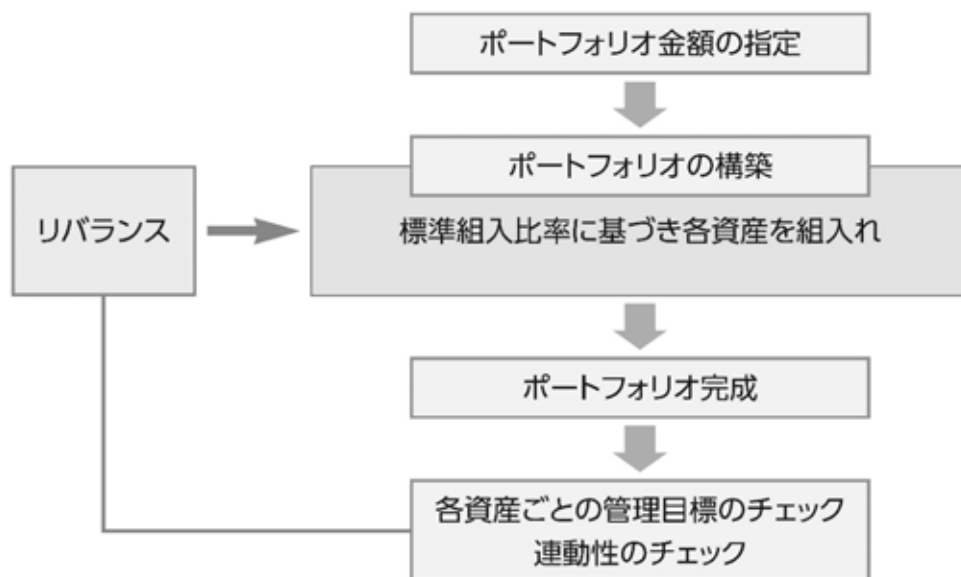 ポートフォリオ金額の指定
ポートフォリオの構築
リバランス
標準組入比率に基づき各資産を組入れ
ポートフォリオ完成
各資産ごとの管理目標のチェック
連動性のチェック